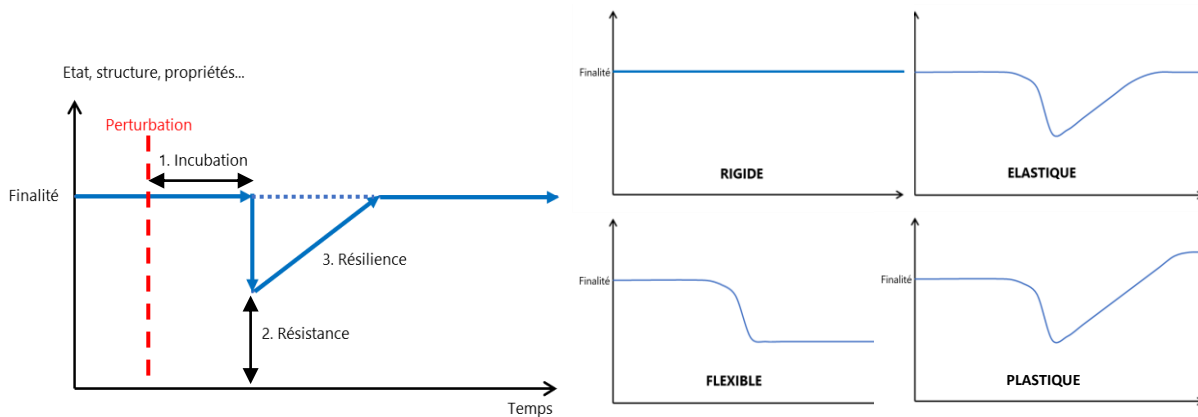 Etat, structure, propriétés...
Perturbation
1. Incubation
Finalité
3. Résilience
2. Résistance
Temps
Finalité
RIGIDE
Finalité
ELASTIQUE
Finalité
FLEXIBLE
Finalité
PLASTIQUE